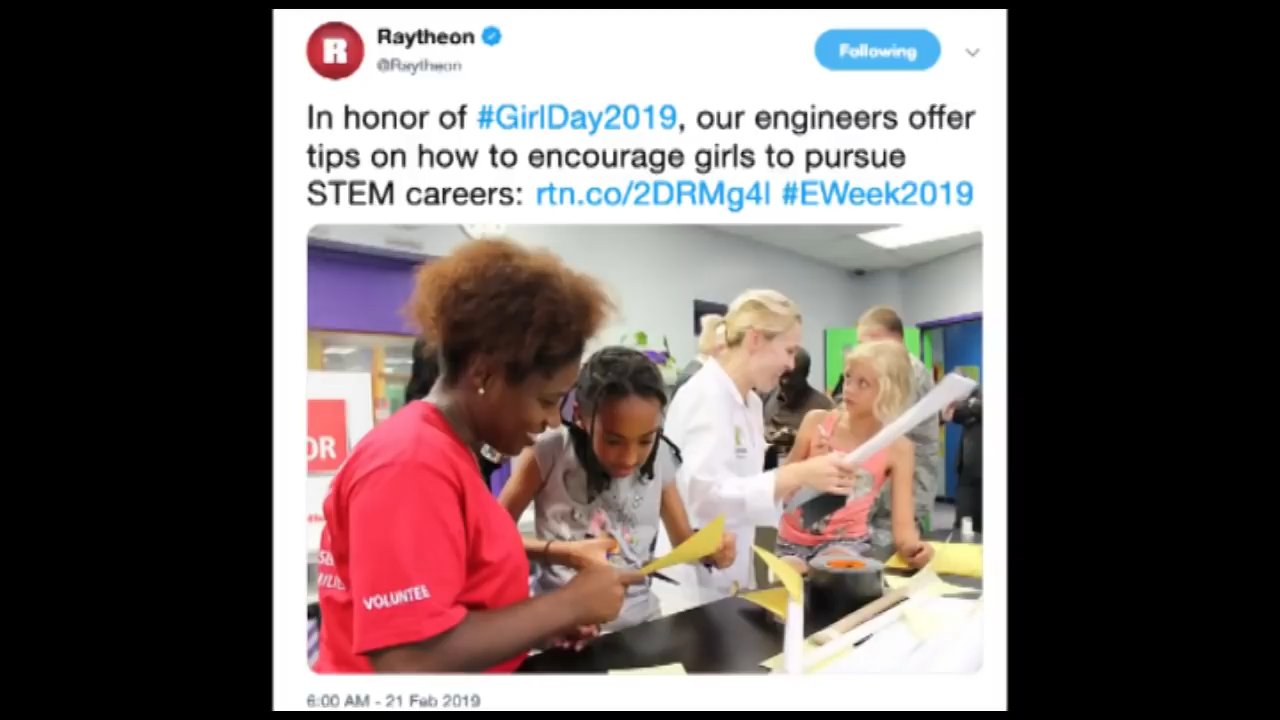 R
Raytheon
@Raytheon
Following
In honor of #GirlDay2019, our engineers offer
tips on how to encourage girls to pursue
STEM careers: rtn.co/2DRMg4l #EWeek2019
OR
VOLUNTEE
6:00 AM - 21 Feb 2019